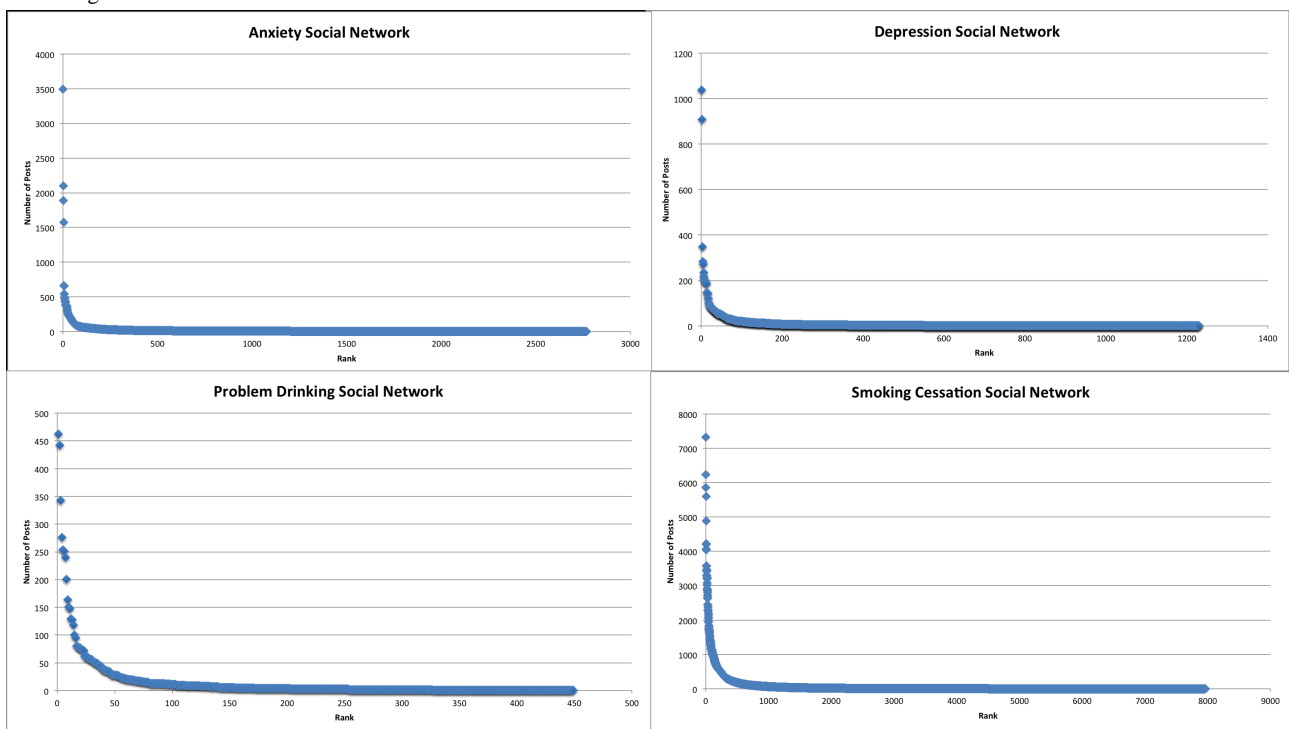 Anxiety Social Network
4000
3500
3000
2500
2000
1500
1000
500
0
Number of Posts
0 500 1000 1500 2000 2500 3000
Rank
Depression Social Network
1200
1000
800
600
400
200
0
Number of Posts
0 200 400 600 800 1000 1200 1400
Rank
Problem Drinking Social Network
500
450
400
350
300
250
200
150
100
50
0
Number of Posts
0 50 100 150 200 250 300 350 400 450 500
Rank
Smoking Cessation Social Network
8000
7000
6000
5000
4000
3000
2000
1000
0
Number of Posts
0 1000 2000 3000 4000 5000 6000 7000 8000 9000
Rank